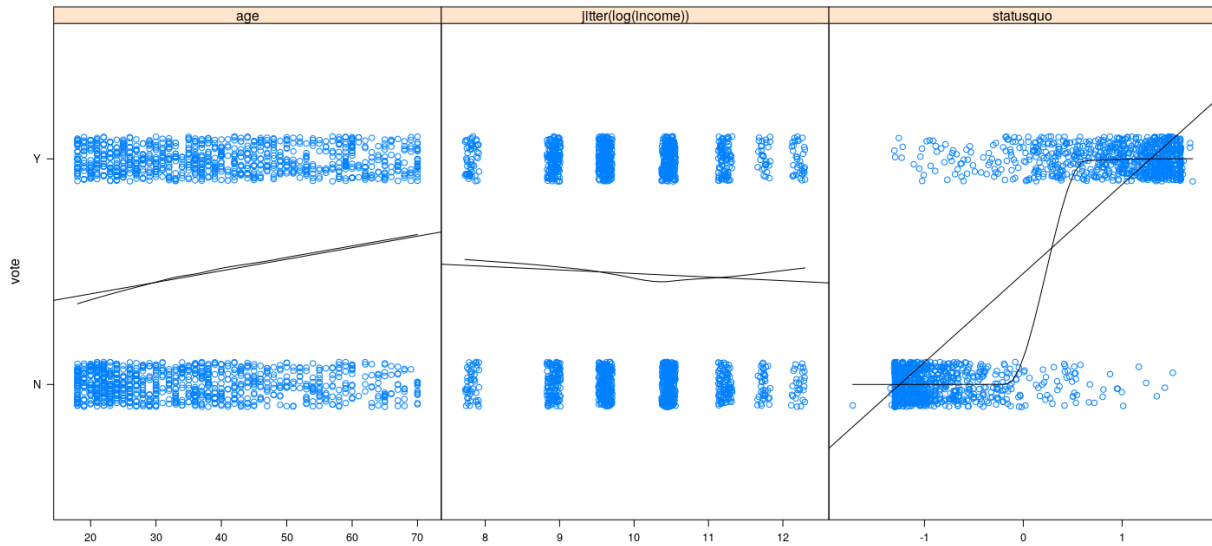 age
jitter(log(income))
statusquo
Y
N
vote
20 30 40 50 60 70
8 9 10 11 12
-1 0 1